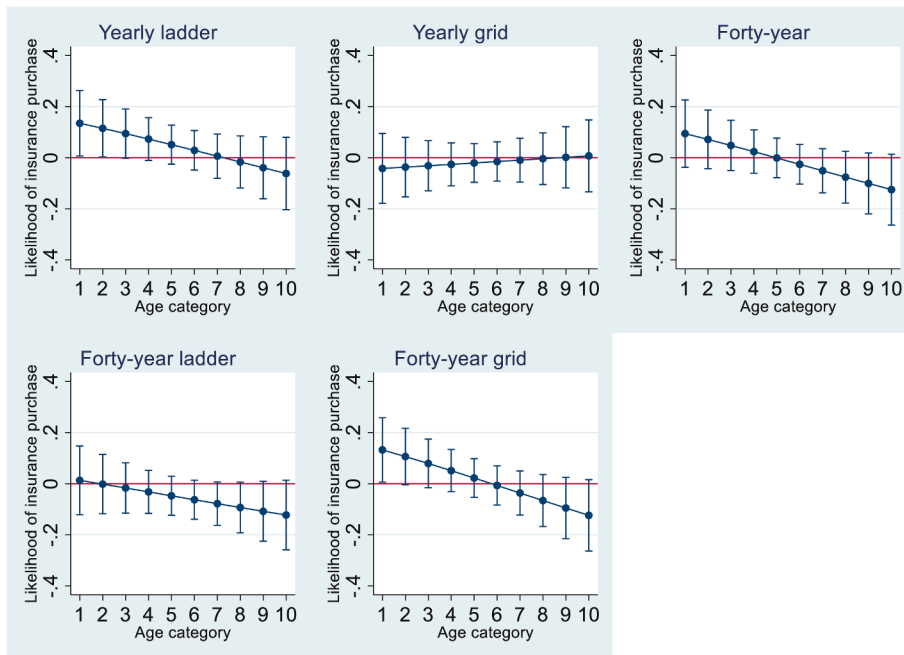 Yearly ladder
Likelihood of insurance purchase
.4
.2
0
-.2
-.4
1 2 3 4 5 6 7 8 9 10
Age category
Yearly grid
Likelihood of insurance purchase
.4
.2
0
-.2
-.4
1 2 3 4 5 6 7 8 9 10
Age category
Forty-year
Likelihood of insurance purchase
.4
.2
0
-.2
-.4
1 2 3 4 5 6 7 8 9 10
Age category
Forty-year ladder
Likelihood of insurance purchase
.4
.2
0
-.2
-.4
1 2 3 4 5 6 7 8 9 10
Age category
Forty-year grid
Likelihood of insurance purchase
.4
.2
0
-.2
-.4
1 2 3 4 5 6 7 8 9 10
Age category